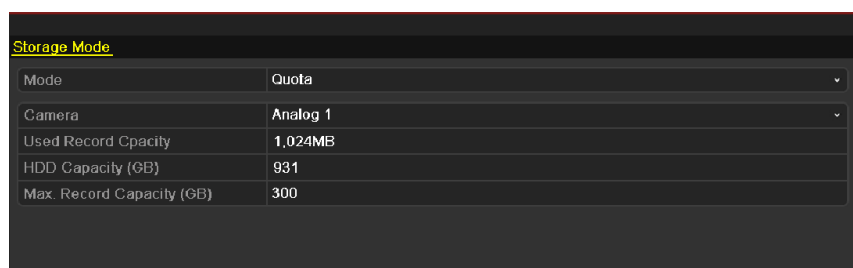 Storage Mode
Mode Quota
Camera Analog 1
Used Record Cpacity 1,024MB
HDD Capacity (GB) 931
Max. Record Capacity (GB) 300